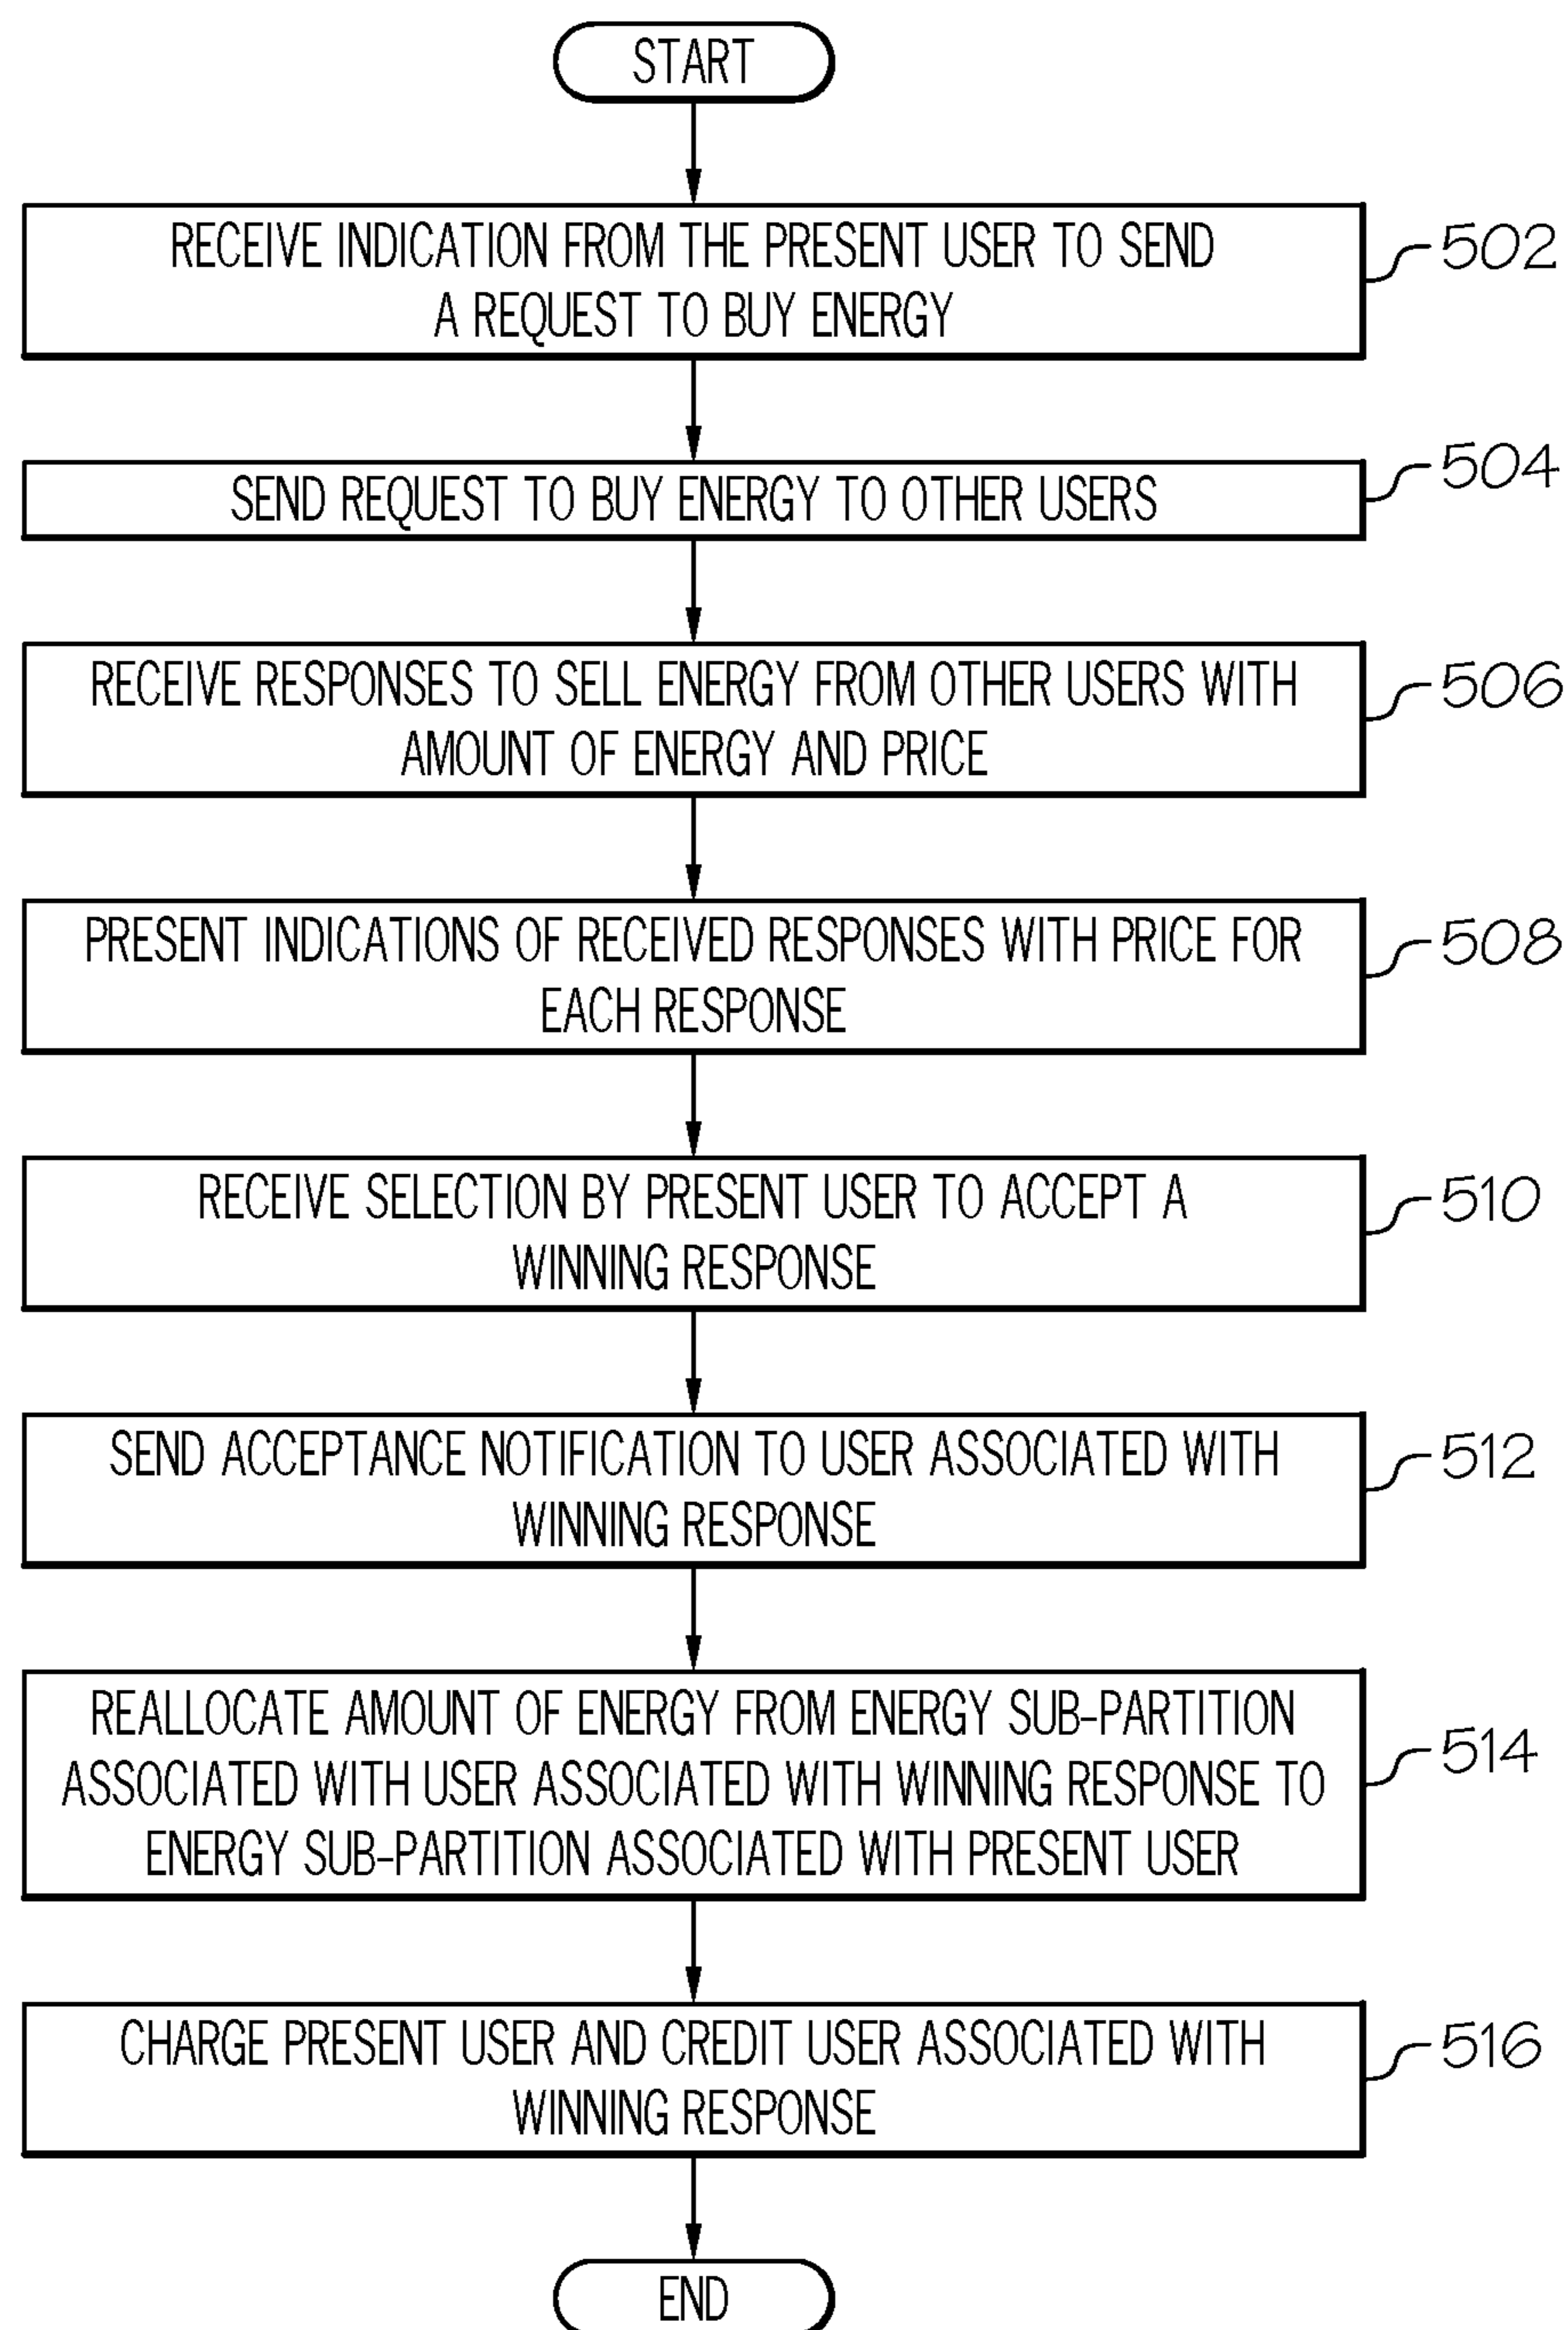 START
RECEIVE INDICATION FROM THE PRESENT USER TO SEND
A REQUEST TO BUY ENERGY
502
SEND REQUEST TO BUY ENERGY TO OTHER USERS
504
RECEIVE RESPONSES TO SELL ENERGY FROM OTHER USERS WITH
AMOUNT OF ENERGY AND PRICE
506
PRESENT INDICATIONS OF RECEIVED RESPONSES WITH PRICE FOR
EACH RESPONSE
508
RECEIVE SELECTION BY PRESENT USER TO ACCEPT A
WINNING RESPONSE
510
SEND ACCEPTANCE NOTIFICATION TO USER ASSOCIATED WITH
WINNING RESPONSE
512
REALLOCATE AMOUNT OF ENERGY FROM ENERGY SUB-PARTITION
ASSOCIATED WITH USER ASSOCIATED WITH WINNING RESPONSE TO
ENERGY SUB-PARTITION ASSOCIATED WITH PRESENT USER
514
CHARGE PRESENT USER AND CREDIT USER ASSOCIATED WITH
WINNING RESPONSE
516
END